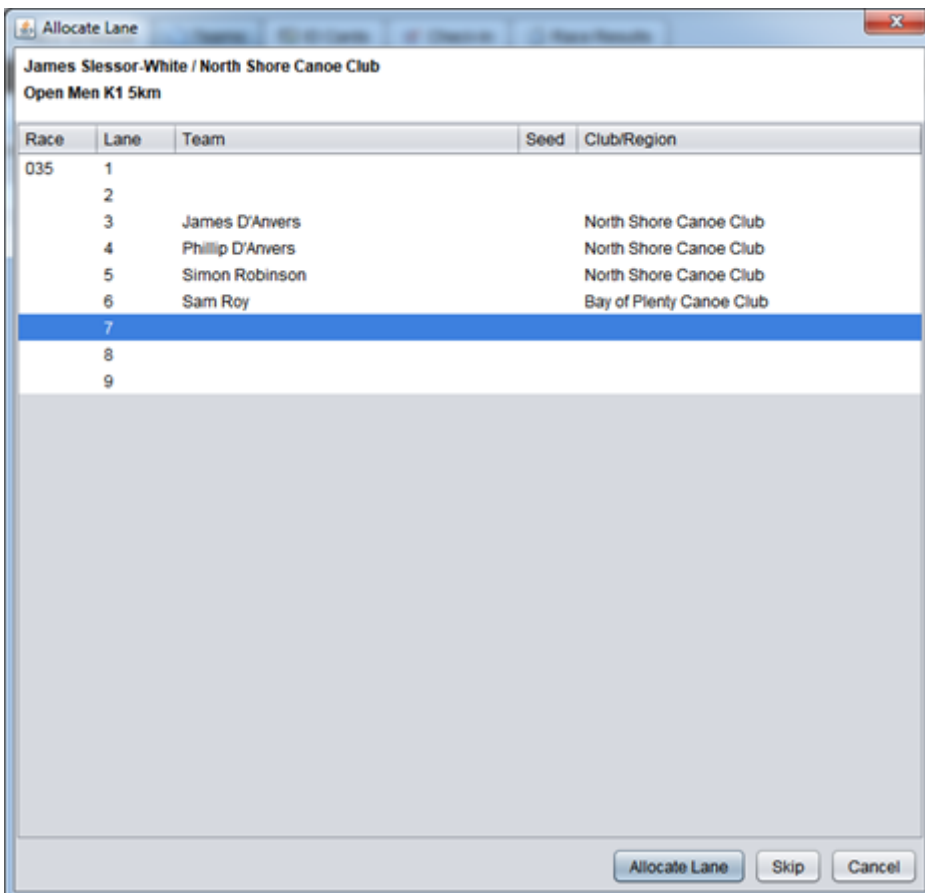 Allocate Lane
James Slessor-White / North Shore Canoe Club
Open Men K1 5km
Race Lane Team Seed Club/Region
035 1
2
3 James D'Anvers North Shore Canoe Club
4 Phillip D'Anvers North Shore Canoe Club
5 Simon Robinson North Shore Canoe Club
6 Sam Roy Bay of Plenty Canoe Club
7
8
9
Allocate Lane Skip Cancel